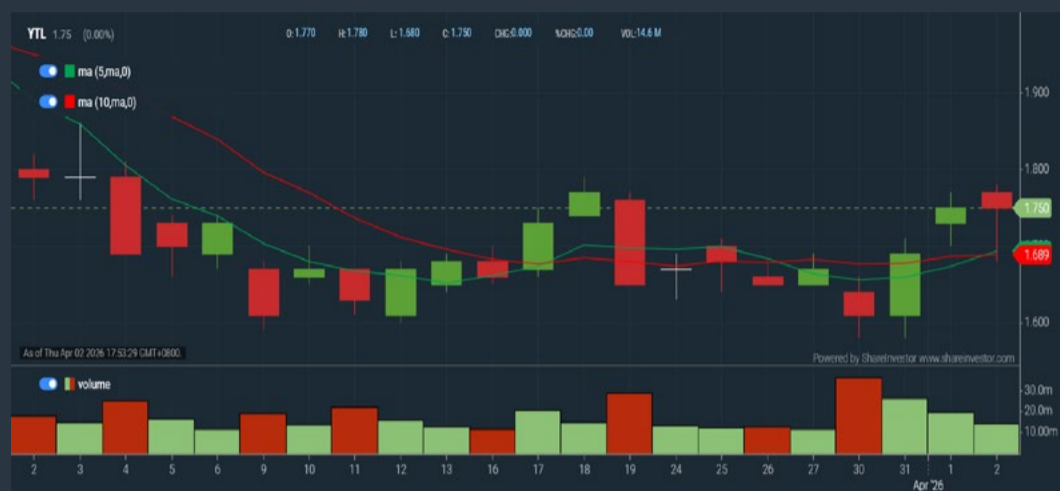 YTL 1.75 (0.00%) O:1.770 H:1.780 L:1.680 C:1.750 CHG:0.000 %CHG:0.00 VOL:14.6 M
ma (5,ma,0)
ma (10,ma,0)
1.900
1.800
1.750
1.689
1.600
As of Thu Apr 02 2026 17:53:29 GMT+0800.
Powered by ShareInvestor www.shareinvestor.com
volume
30.0m
20.0m
10.00m
2 3 4 5 6 9 10 11 12 13 16 17 18 19 24 25 26 27 30 31 1 2
Apr '26